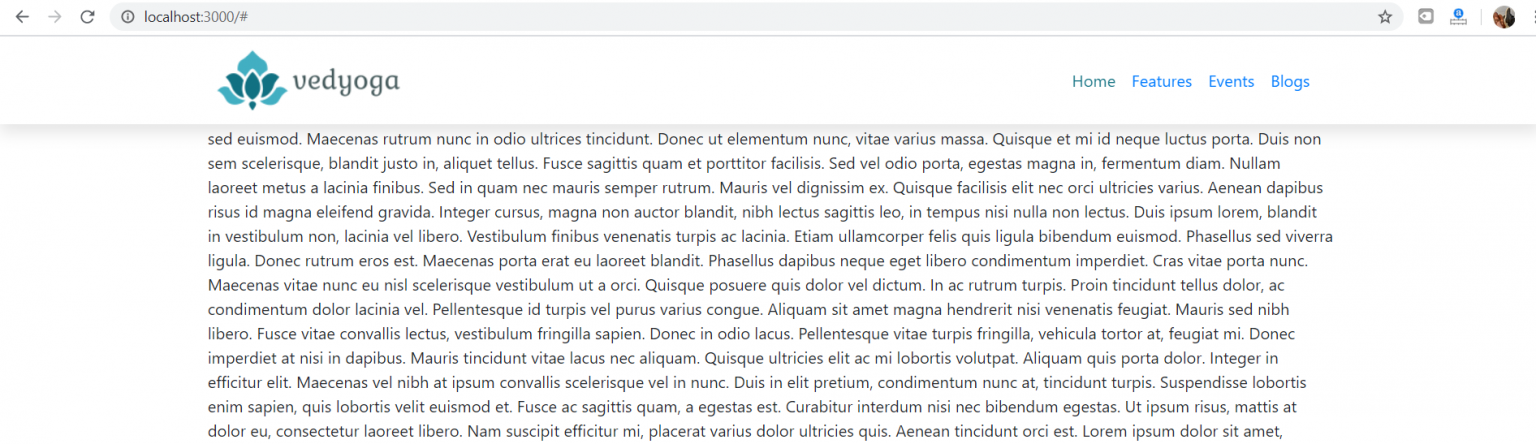 localhost:3000/#
vedyoga
Home Features Events Blogs
sed euismod. Maecenas rutrum nunc in odio ultrices tincidunt. Donec ut elementum nunc, vitae varius massa. Quisque et mi id neque luctus porta. Duis non
sem scelerisque, blandit justo in, aliquet tellus. Fusce sagittis quam et porttitor facilisis. Sed vel odio porta, egestas magna in, fermentum diam. Nullam
laoreet metus a lacinia finibus. Sed in quam nec mauris semper rutrum. Mauris vel dignissim ex. Quisque facilisis elit nec orci ultricies varius. Aenean dapibus
risus id magna eleifend gravida. Integer cursus, magna non auctor blandit, nibh lectus sagittis leo, in tempus nisi nulla non lectus. Duis ipsum lorem, blandit
in vestibulum non, lacinia vel libero. Vestibulum finibus venenatis turpis ac lacinia. Etiam ullamcorper felis quis ligula bibendum euismod. Phasellus sed viverra
ligula. Donec rutrum eros est. Maecenas porta erat eu laoreet blandit. Phasellus dapibus neque eget libero condimentum imperdiet. Cras vitae porta nunc.
Maecenas vitae nunc eu nisl scelerisque vestibulum ut a orci. Quisque posuere quis dolor vel dictum. In ac rutrum turpis. Proin tincidunt tellus dolor, ac
condimentum dolor lacinia vel. Pellentesque id turpis vel purus varius congue. Aliquam sit amet magna hendrerit nisi venenatis feugiat. Mauris sed nibh
libero. Fusce vitae convallis lectus, vestibulum fringilla sapien. Donec in odio lacus. Pellentesque vitae turpis fringilla, vehicula tortor at, feugiat mi. Donec
imperdiet at nisi in dapibus. Mauris tincidunt vitae lacus nec aliquam. Quisque ultricies elit ac mi lobortis volutpat. Aliquam quis porta dolor. Integer in
efficitur elit. Maecenas vel nibh at ipsum convallis scelerisque vel in nunc. Duis in elit pretium, condimentum nunc at, tincidunt turpis. Suspendisse lobortis
enim sapien, quis lobortis velit euismod et. Fusce ac sagittis quam, a egestas est. Curabitur interdum nisi nec bibendum egestas. Ut ipsum risus, mattis at
dolor eu, consectetur laoreet libero. Nam suscipit efficitur mi, placerat varius dolor ultricies quis. Aenean tincidunt orci est. Lorem ipsum dolor sit amet,